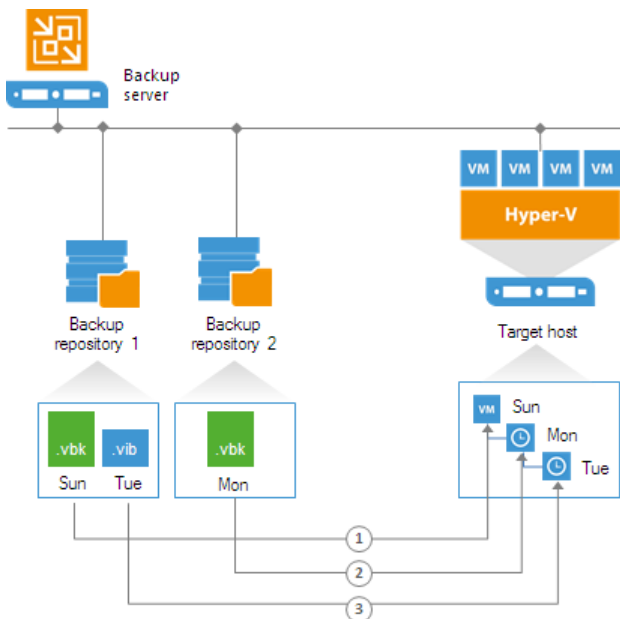 Backup
server
VM VM VM VM
Hyper-V
Backup
repository 1
Backup
repository 2
Target host
.vbk
.vib
Sun
Tue
.vbk
Mon
VM
Sun
Mon
Tue
1
2
3